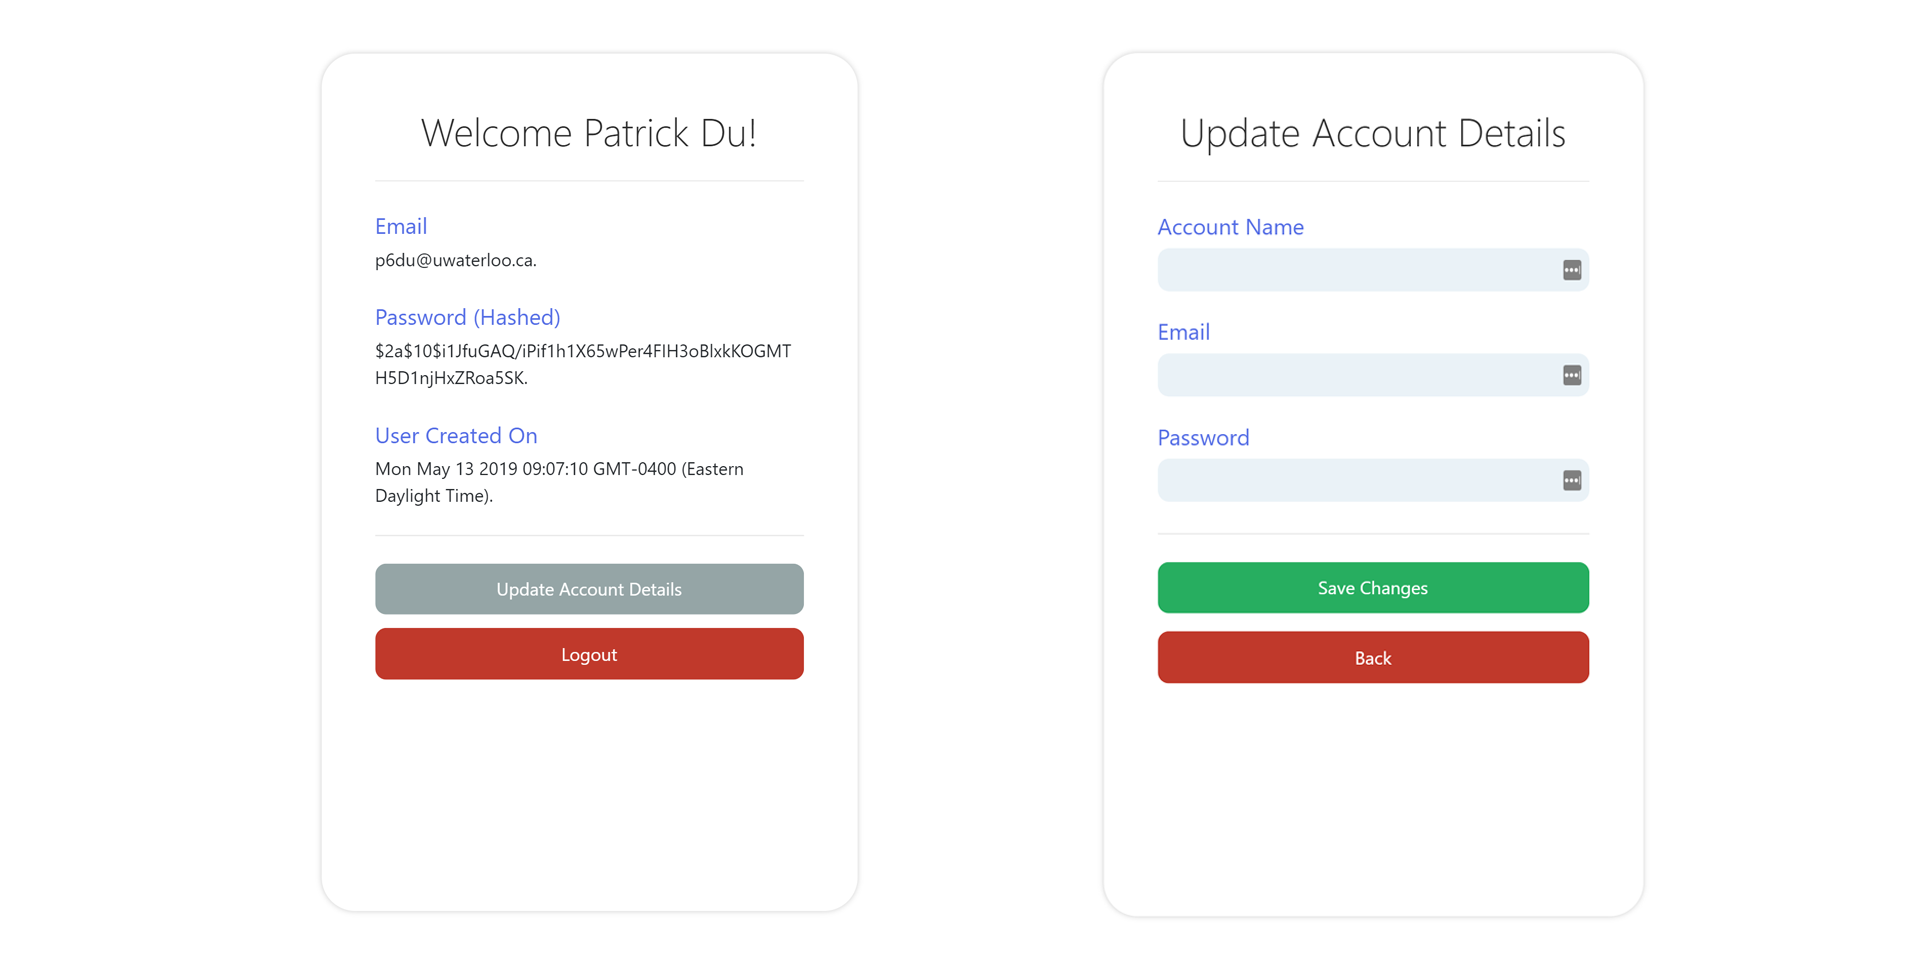 Welcome Patrick Du!
Email
p6du@uwaterloo.ca.
Password (Hashed)
$2a$10$i1JfuGAQ/iPif1h1X65wPer4FIH3oBlxkKOGMT
H5D1njHxZRoa5SK.
User Created On
Mon May 13 2019 09:07:10 GMT-0400 (Eastern
Daylight Time).
Update Account Details
Logout
Update Account Details
Account Name
Email
Password
Save Changes
Back